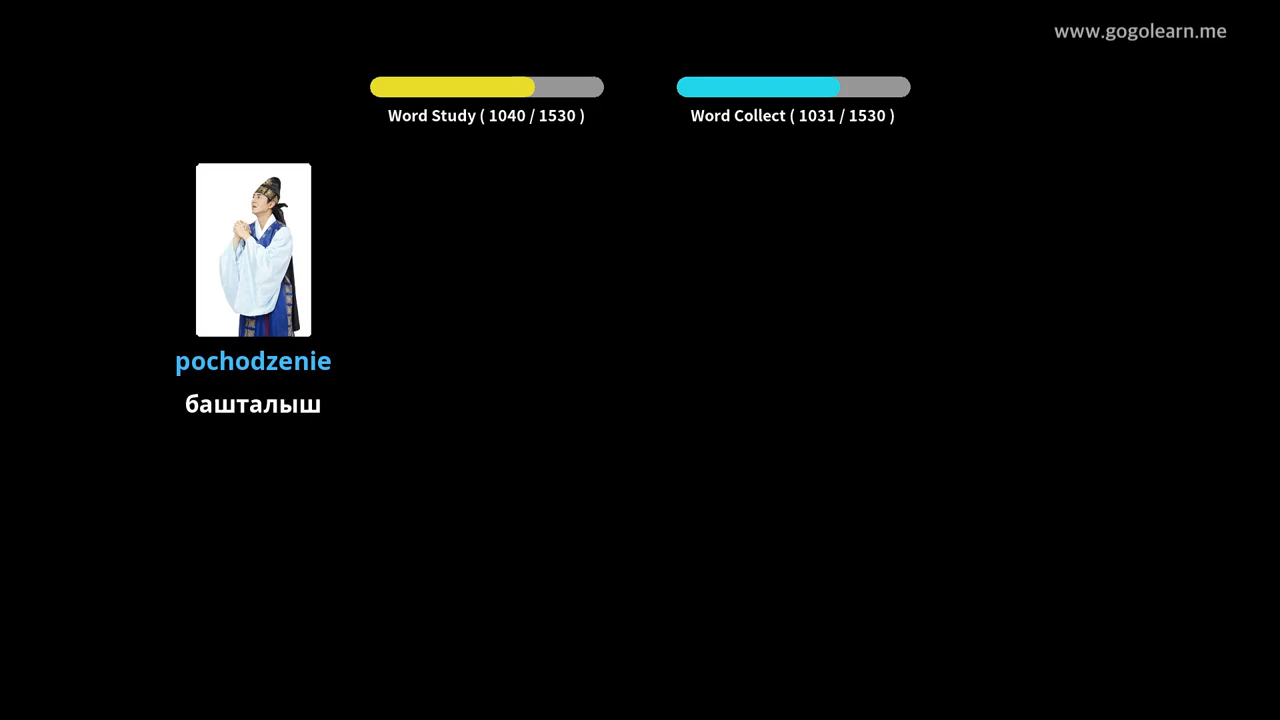 www.gogolearn.me
Word Study ( 1040 / 1530 )
Word Collect ( 1031 / 1530 )
pochodzenie
башталыш